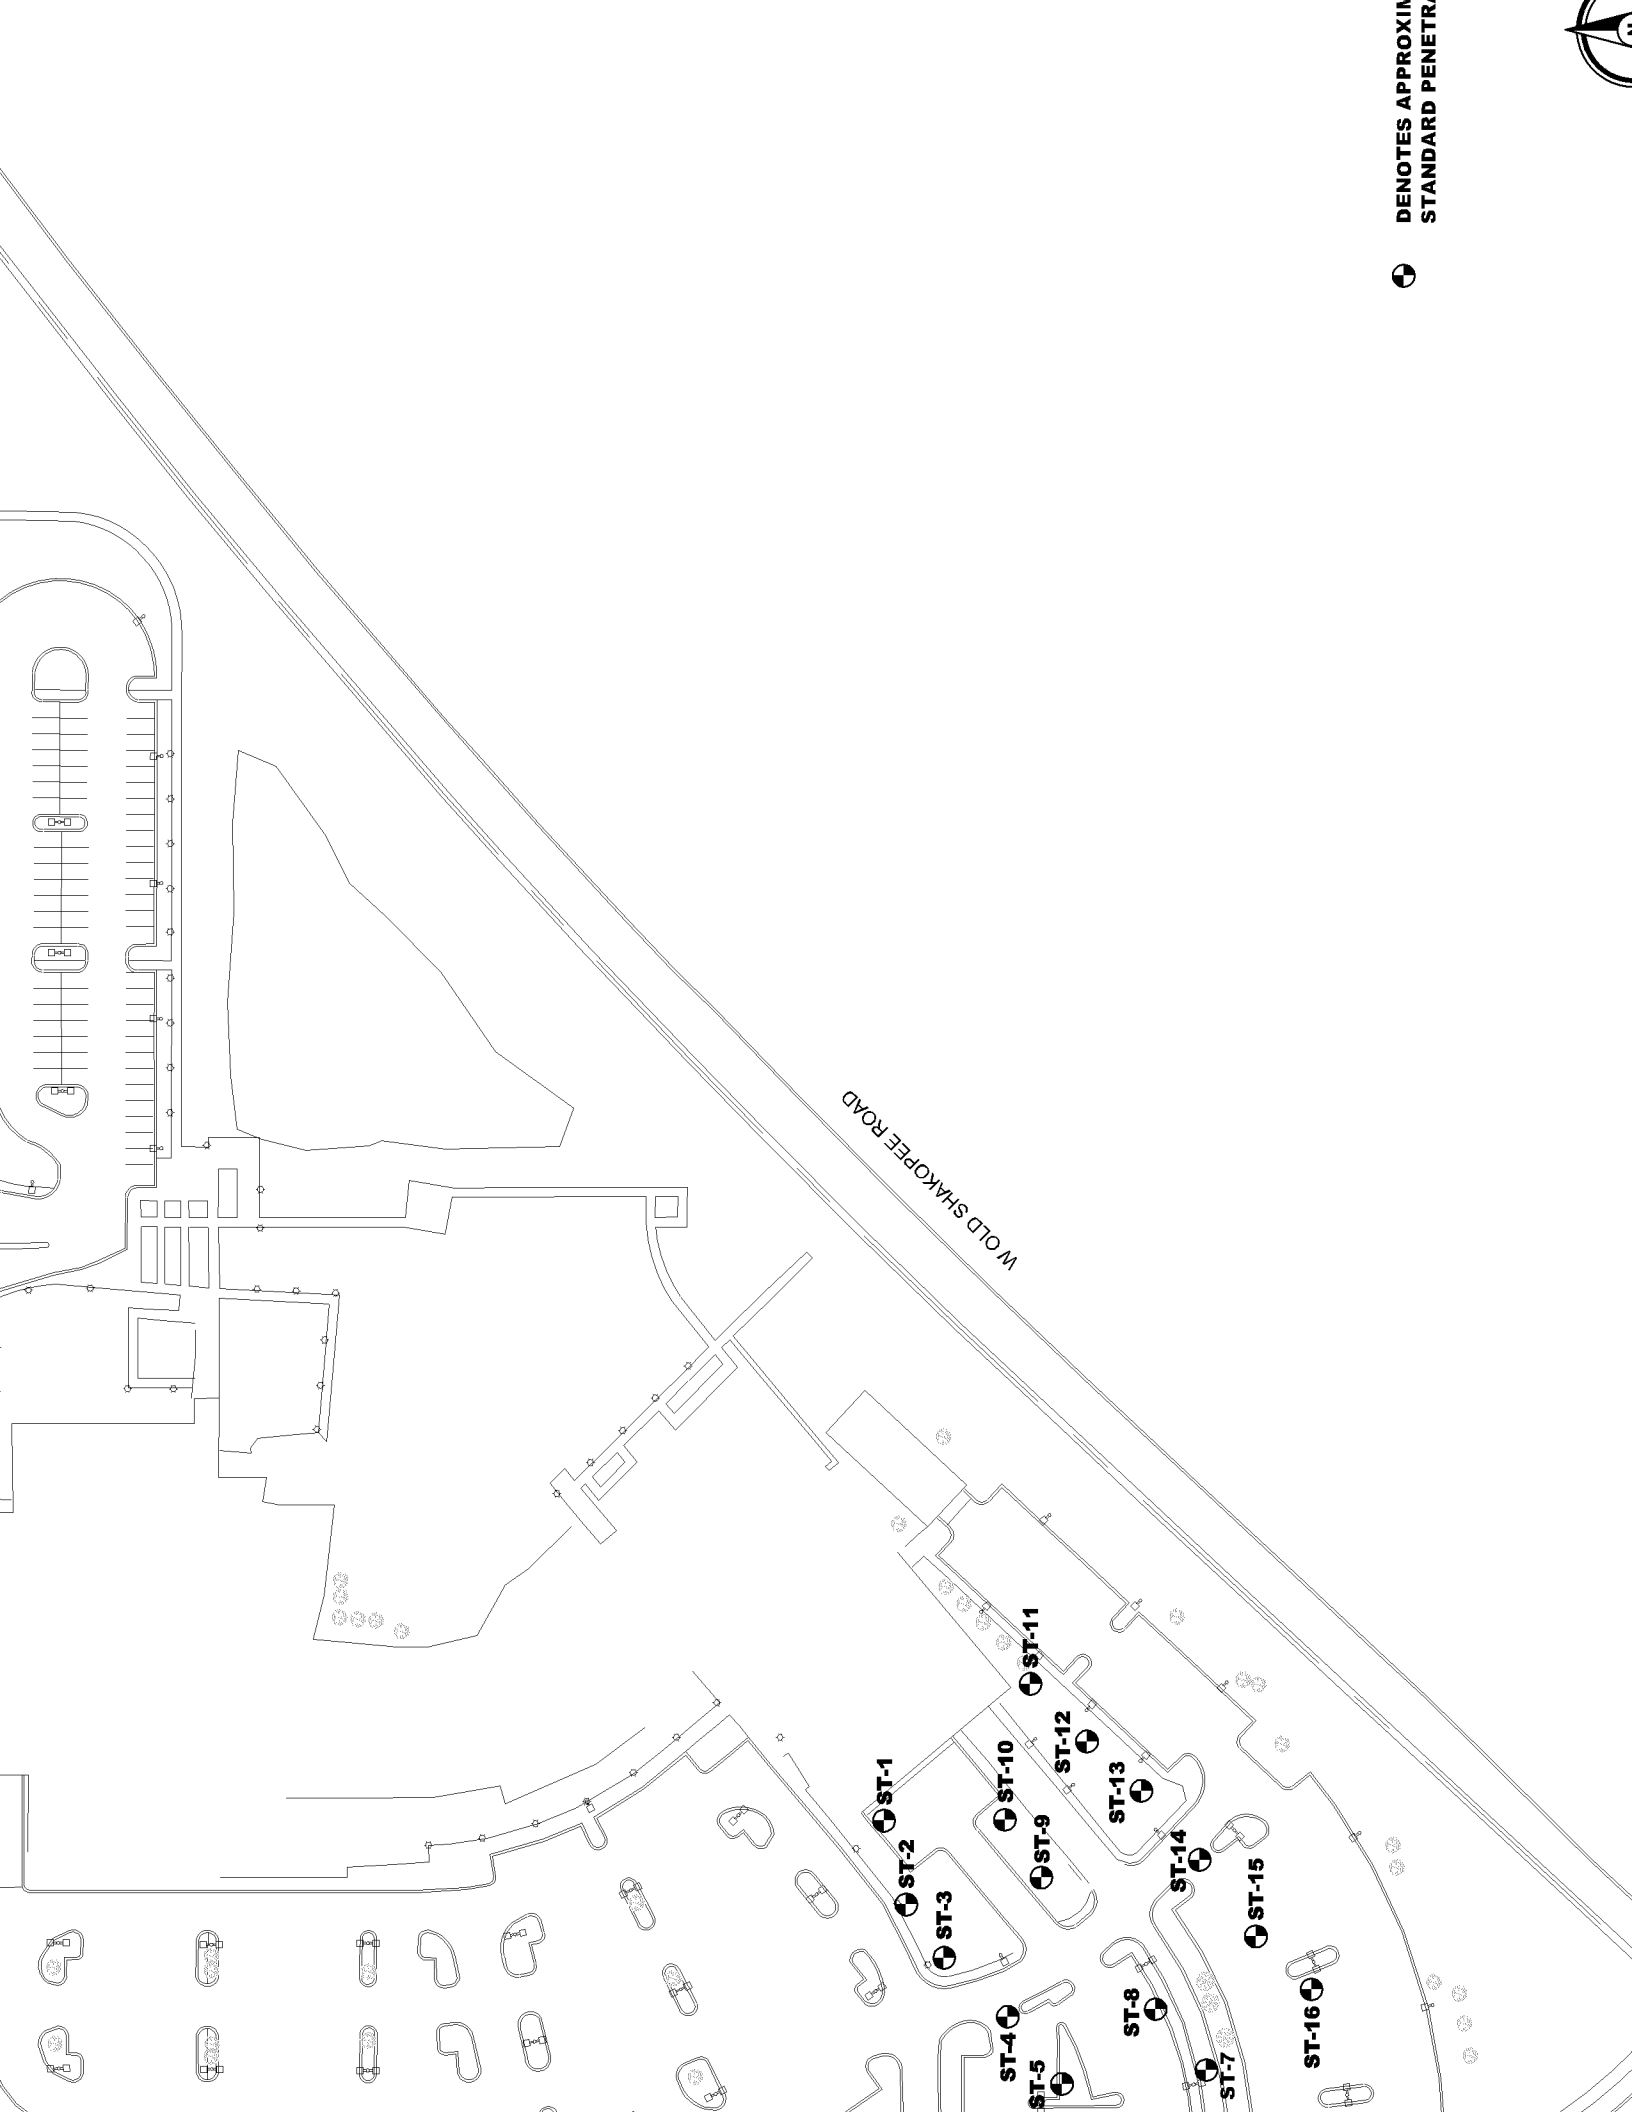 DENOTES APPROXIM
STANDARD PENETRA
N
W OLD SHAKOPEE ROAD
ST-11
ST-12
ST-10
ST-1
ST-13
ST-9
ST-2
ST-14
ST-15
ST-3
ST-8
ST-16
ST-4
ST-5
ST-7